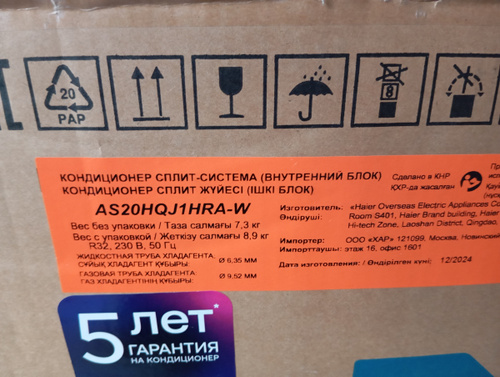 20
PAP
8
КОНДИЦИОНЕР СПЛИТ-СИСТЕМА (ВНУТРЕННИЙ БЛОК)
КОНДИЦИОНЕР СПЛИТ ЖҮЙЕСІ (ІШКІ БЛОК)
AS20HQJ1HRA-W
Вес без упаковки / Таза салмағы 7,3 кг
Вес с упаковкой / Жеткізу салмағы 8,9 кг
R32, 230 В, 50 Гц
ЖИДКОСТНАЯ ТРУБА ХЛАДАГЕНТА:
СҰЙЫҚ ХЛАДАГЕНТ ҚҰБЫРЫ: Ø 6,35 ММ
ГАЗОВАЯ ТРУБА ХЛАДАГЕНТА:
ГАЗ ХЛАДАГЕНТІНІҢ ҚҰБЫРЫ: Ø 9,52 ММ
Сделано в КНР
ҚХР-да жасалған
Изготовитель: «Haier Overseas Electric Appliances Co
Өндіруші: Room S401, Haier Brand building, Haier
Hi-tech Zone, Laoshan District, Qingdao,
Импортер: ООО «ХАР» 121099, Москва, Новинский
Импорттаушы: этаж 16, офис 1601
Дата изготовления / Өндірілген күні: 12/2024
5 ЛЕТ*
ГАРАНТИЯ
НА КОНДИЦИОНЕР